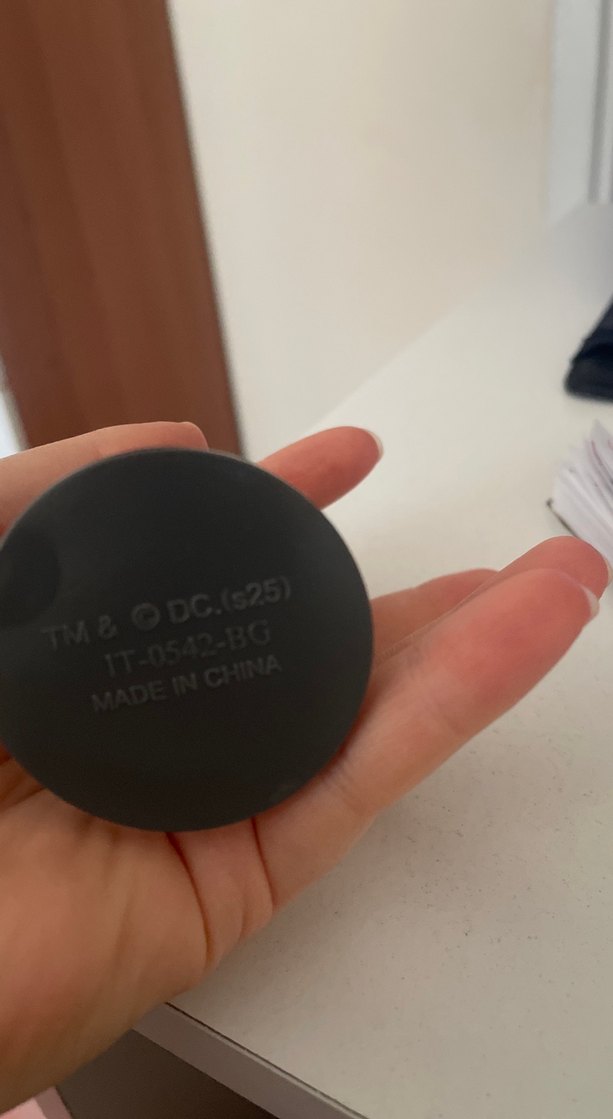 TM & © DC.(s25)
IT-0542-BG
MADE IN CHINA